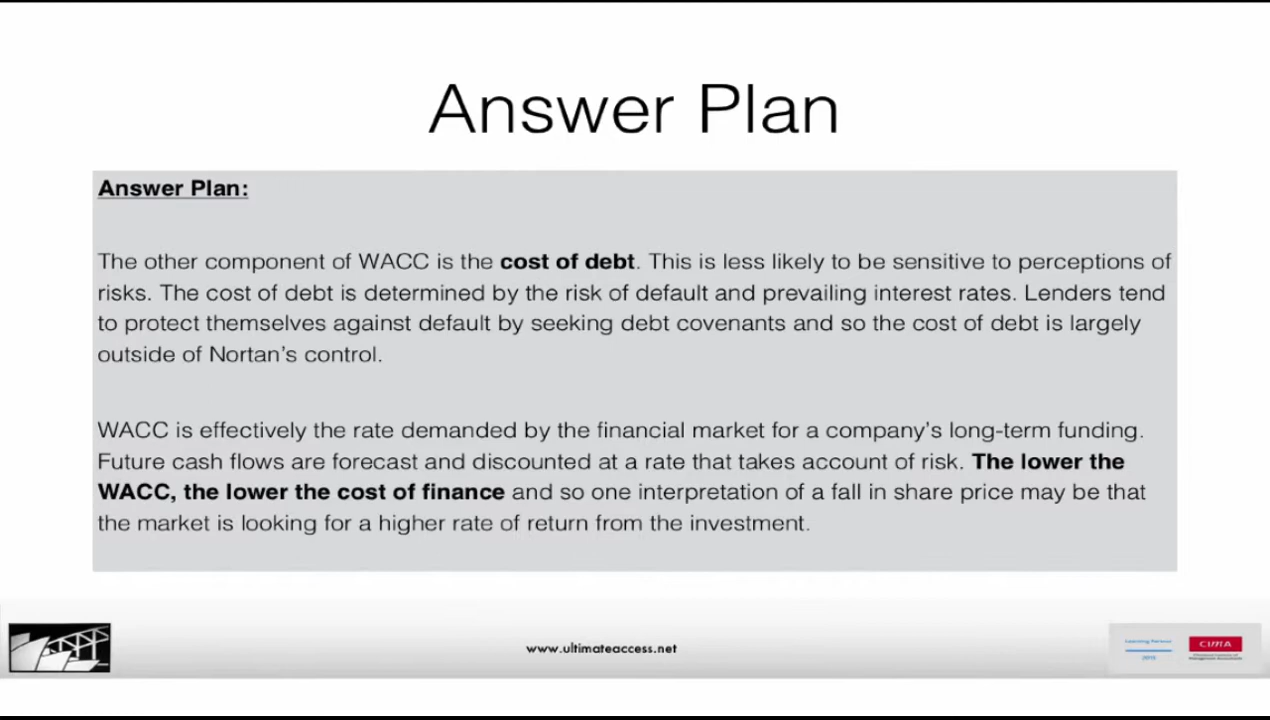 Answer Plan
Answer Plan:
The other component of WACC is the cost of debt. This is less likely to be sensitive to perceptions of
risks. The cost of debt is determined by the risk of default and prevailing interest rates. Lenders tend
to protect themselves against default by seeking debt covenants and so the cost of debt is largely
outside of Nortan’s control.
WACC is effectively the rate demanded by the financial market for a company’s long-term funding.
Future cash flows are forecast and discounted at a rate that takes account of risk. The lower the
WACC, the lower the cost of finance and so one interpretation of a fall in share price may be that
the market is looking for a higher rate of return from the investment.
www.ultimateaccess.net
Learning Partner
CIMA